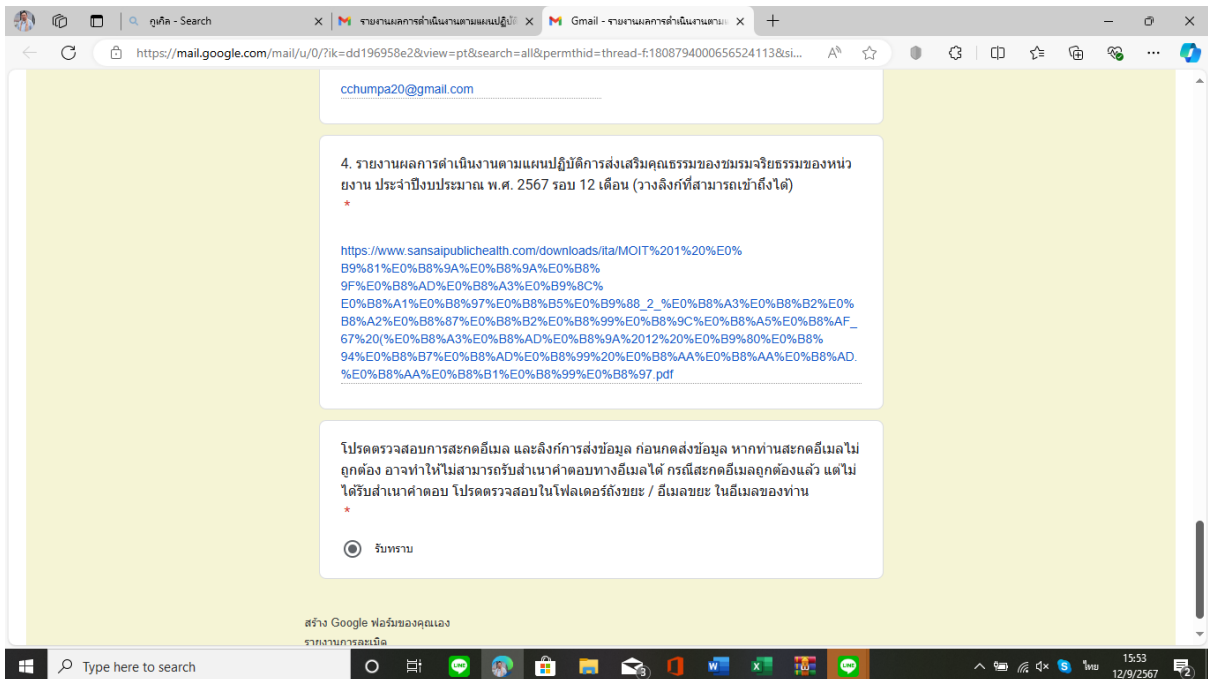 กูเกิล - Search
รายงานผลการดำเนินงานตามแผนปฏิบัติ
Gmail - รายงานผลการดำเนินงานตาม
https://mail.google.com/mail/u/0/?ik=dd196958e2&view=pt&search=all&permthid=thread-f:1808794000656524113&si...
cchumpa20@gmail.com
4. รายงานผลการดำเนินงานตามแผนปฏิบัติการส่งเสริมคุณธรรมของชมรมจริยธรรมของหน่ว
ยงาน ประจำปีงบประมาณ พ.ศ. 2567 รอบ 12 เดือน (วางลิงก์ที่สามารถเข้าถึงได้)
*
https://www.sansaipublichealth.com/downloads/ita/MOIT%201%20%E0%
B9%81%E0%B8%9A%E0%B8%9A%E0%B8%
9F%E0%B8%AD%E0%B8%A3%E0%B9%8C%
E0%B8%A1%E0%B8%97%E0%B8%B5%E0%B9%88_2_%E0%B8%A3%E0%B8%B2%E0%
B8%A2%E0%B8%87%E0%B8%B2%E0%B8%99%E0%B8%9C%E0%B8%A5%E0%B8%AF_
67%20(%E0%B8%A3%E0%B8%AD%E0%B8%9A%2012%20%E0%B9%80%E0%B8%
94%E0%B8%B7%E0%B8%AD%E0%B8%99%20%E0%B8%AA%E0%B8%AA%E0%B8%AD.
%E0%B8%AA%E0%B8%B1%E0%B8%99%E0%B8%97.pdf
โปรดตรวจสอบการสะกดอีเมล และลิงก์การส่งข้อมูล ก่อนกดส่งข้อมูล หากท่านสะกดอีเมลไม่
ถูกต้อง อาจทำให้ไม่สามารถรับสำเนาคำตอบทางอีเมลได้ กรณีสะกดอีเมลถูกต้องแล้ว แต่ไม่
ได้รับสำเนาคำตอบ โปรดตรวจสอบในโฟลเดอร์ถังขยะ / อีเมลขยะ ในอีเมลของท่าน
*
รับทราบ
สร้าง Google ฟอร์มของคุณเอง
รายงานการละเมิด
Type here to search
ไทย
15:53
12/9/2567